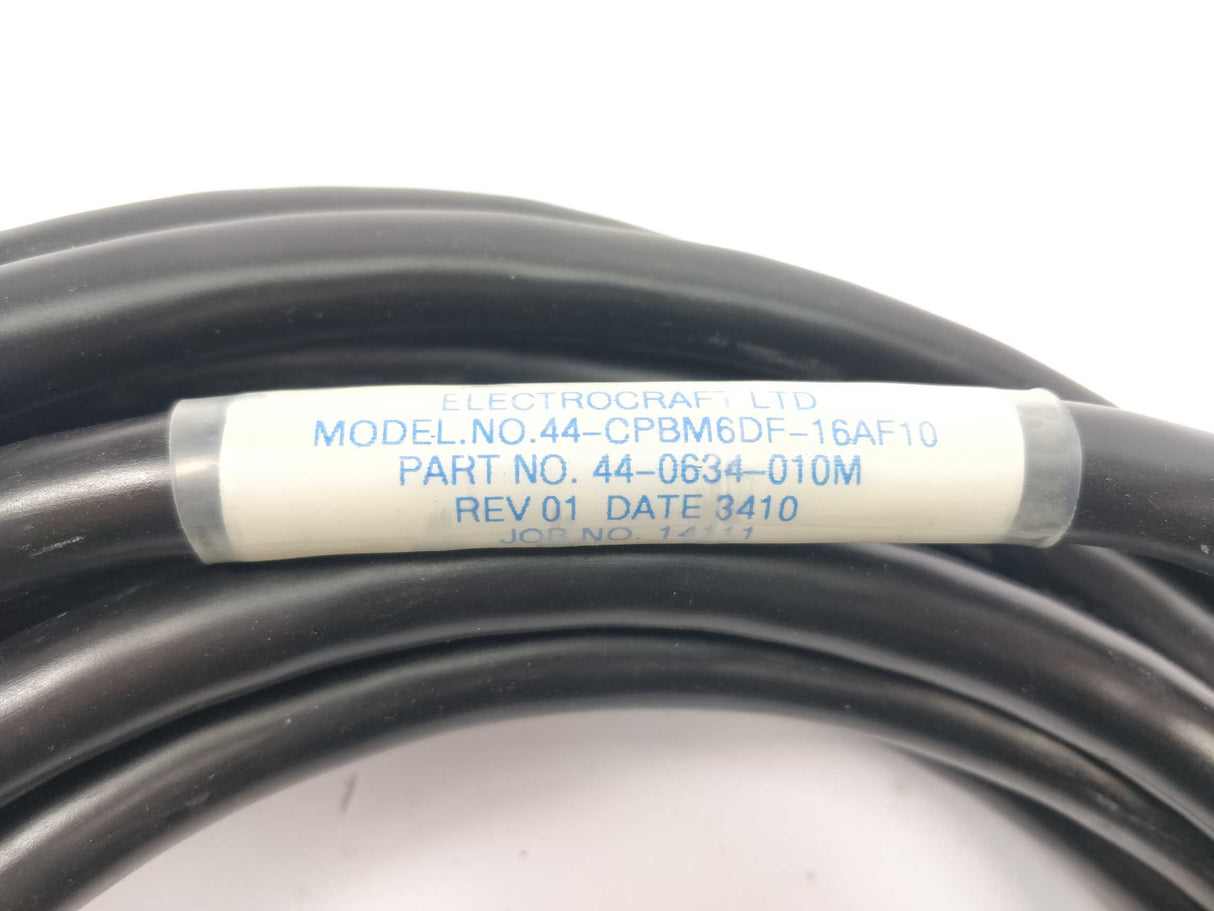 ELECTROCRAFT LTD
MODEL.NO.44-CPBM6DF-16AF10
PART NO. 44-0634-010M
REV 01 DATE 3410
JOB NO. 14111